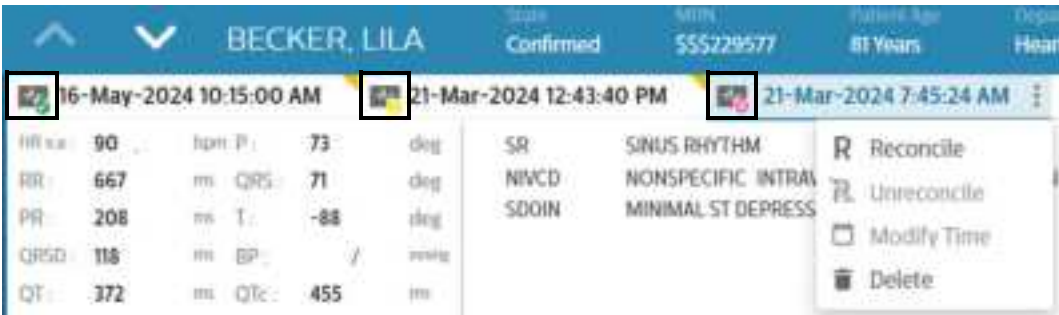 State MRN Patient Age
BECKER, LILA Confirmed 555229577 81 Years Hear
16-May-2024 10:15:00 AM 21-Mar-2024 12:43:40 PM 21-Mar-2024 7:45:24 AM
90 bpm P: 73 deg SR SINUS RHYTHM R Reconcile
RR: 667 ms QRS: 71 deg NIVCD NONSPECIFIC INTRAV Unreconcile
PR: 208 ms T: -88 deg SDOIN MINIMAL ST DEPRESS Modify Time
QRSD: 118 ms BP: / mmHg Delete
QT: 372 ms QTc: 455 ms